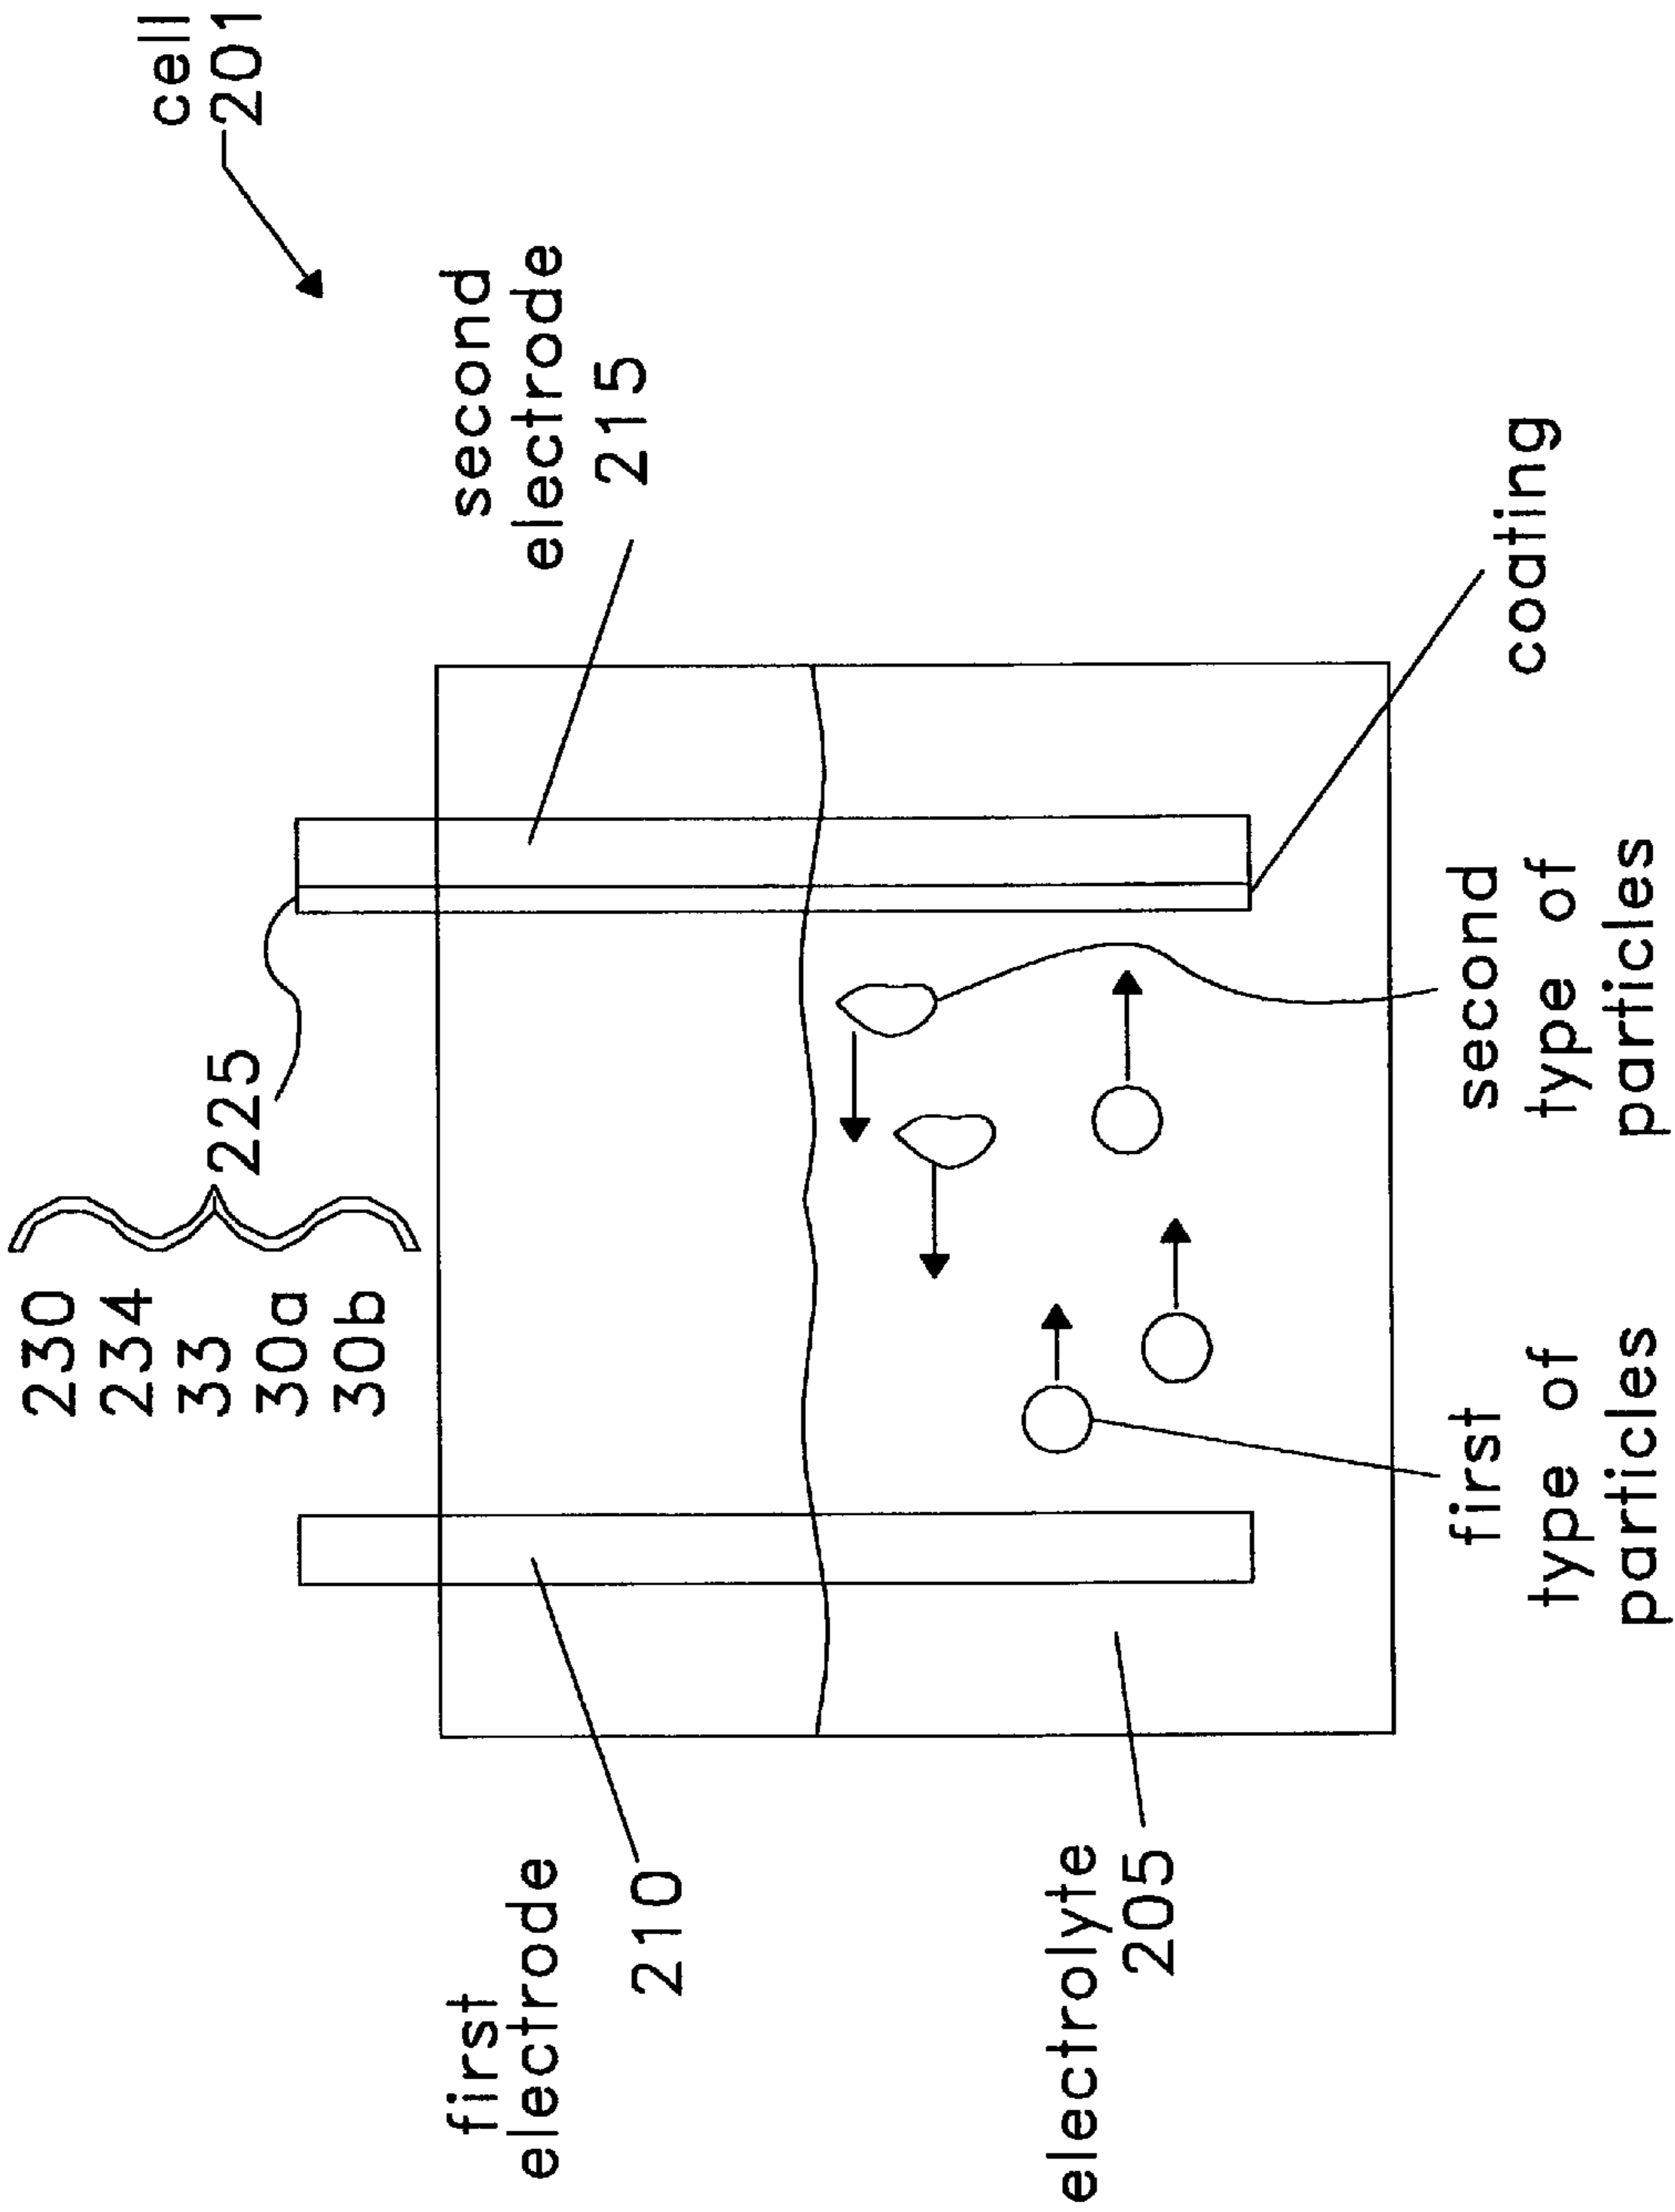 cell
201
230
234
33
30a
30b
225
first
electrode
210
second
electrode
215
electrolyte
205
first
type of
particles
second
type of
particles
coating